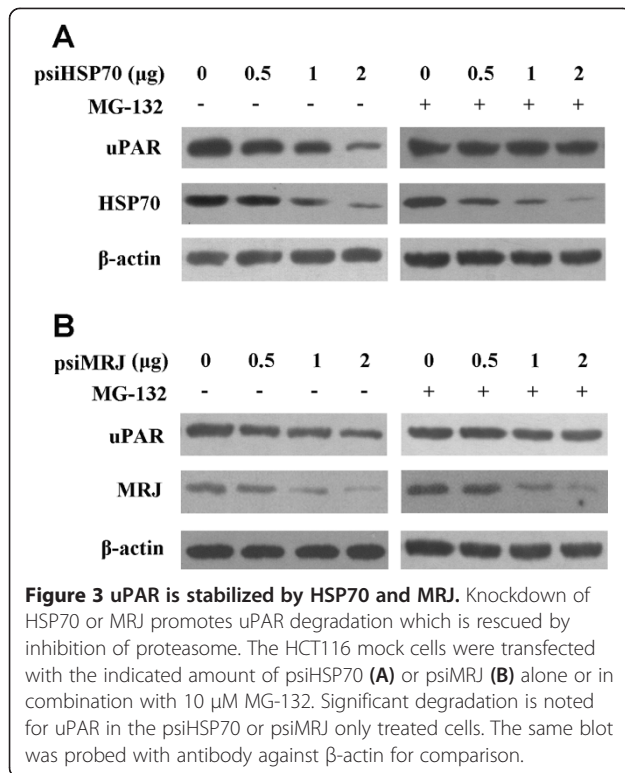 A
psiHSP70 (µg) 0 0.5 1 2 0 0.5 1 2
MG-132 - - - - + + + +
uPAR
HSP70
β-actin
B
psiMRJ (µg) 0 0.5 1 2 0 0.5 1 2
MG-132 - - - - + + + +
uPAR
MRJ
β-actin
Figure 3 uPAR is stabilized by HSP70 and MRJ. Knockdown of
HSP70 or MRJ promotes uPAR degradation which is rescued by
inhibition of proteasome. The HCT116 mock cells were transfected
with the indicated amount of psiHSP70 (A) or psiMRJ (B) alone or in
combination with 10 µM MG-132. Significant degradation is noted
for uPAR in the psiHSP70 or psiMRJ only treated cells. The same blot
was probed with antibody against β-actin for comparison.